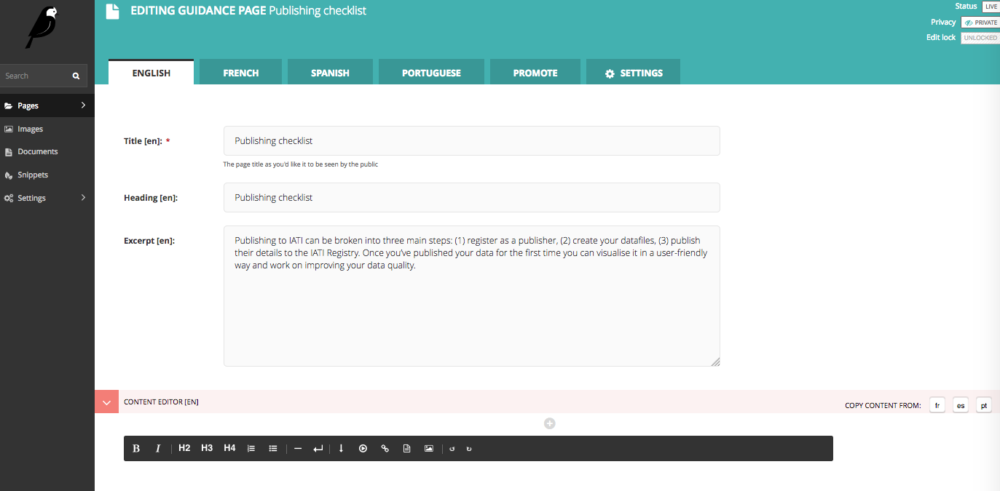 EDITING GUIDANCE PAGE Publishing checklist
Status LIVE
Privacy PRIVATE
Edit lock UNLOCKED
Search
Pages
Images
Documents
Snippets
Settings
ENGLISH FRENCH SPANISH PORTUGUESE PROMOTE SETTINGS
Title [en]: * Publishing checklist
The page title as you'd like it to be seen by the public
Heading [en]: Publishing checklist
Excerpt [en]: Publishing to IATI can be broken into three main steps: (1) register as a publisher, (2) create your datafiles, (3) publish
their details to the IATI Registry. Once you've published your data for the first time you can visualise it in a user-friendly
way and work on improving your data quality.
CONTENT EDITOR [EN] COPY CONTENT FROM: fr es pt
B I H2 H3 H4